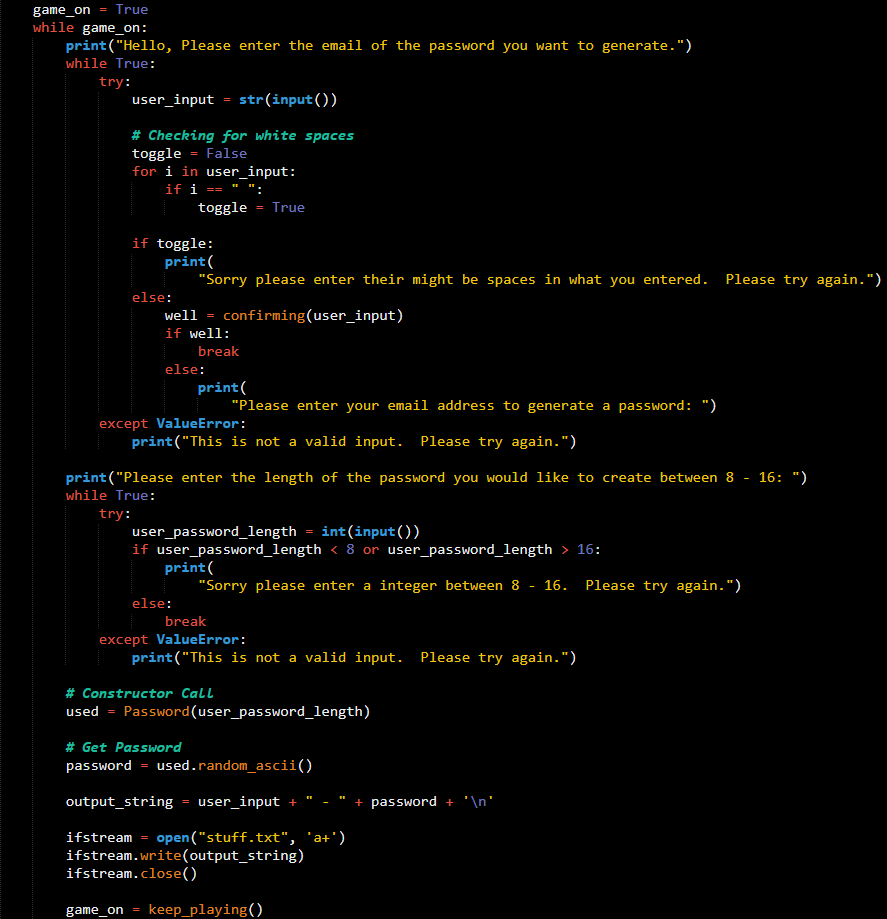 game_on = True
while game_on:
    print("Hello, Please enter the email of the password you want to generate.")
    while True:
        try:
            user_input = str(input())

            # Checking for white spaces
            toggle = False
            for i in user_input:
                if i == " ":
                    toggle = True

            if toggle:
                print(
                    "Sorry please enter their might be spaces in what you entered.  Please try again.")
            else:
                well = confirming(user_input)
                if well:
                    break
                else:
                    print(
                        "Please enter your email address to generate a password: ")
        except ValueError:
            print("This is not a valid input.  Please try again.")

    print("Please enter the length of the password you would like to create between 8 - 16: ")
    while True:
        try:
            user_password_length = int(input())
            if user_password_length < 8 or user_password_length > 16:
                print(
                    "Sorry please enter a integer between 8 - 16.  Please try again.")
            else:
                break
        except ValueError:
            print("This is not a valid input.  Please try again.")

    # Constructor Call
    used = Password(user_password_length)

    # Get Password
    password = used.random_ascii()

    output_string = user_input + " - " + password + '\n'

    ifstream = open("stuff.txt", 'a+')
    ifstream.write(output_string)
    ifstream.close()

    game_on = keep_playing()